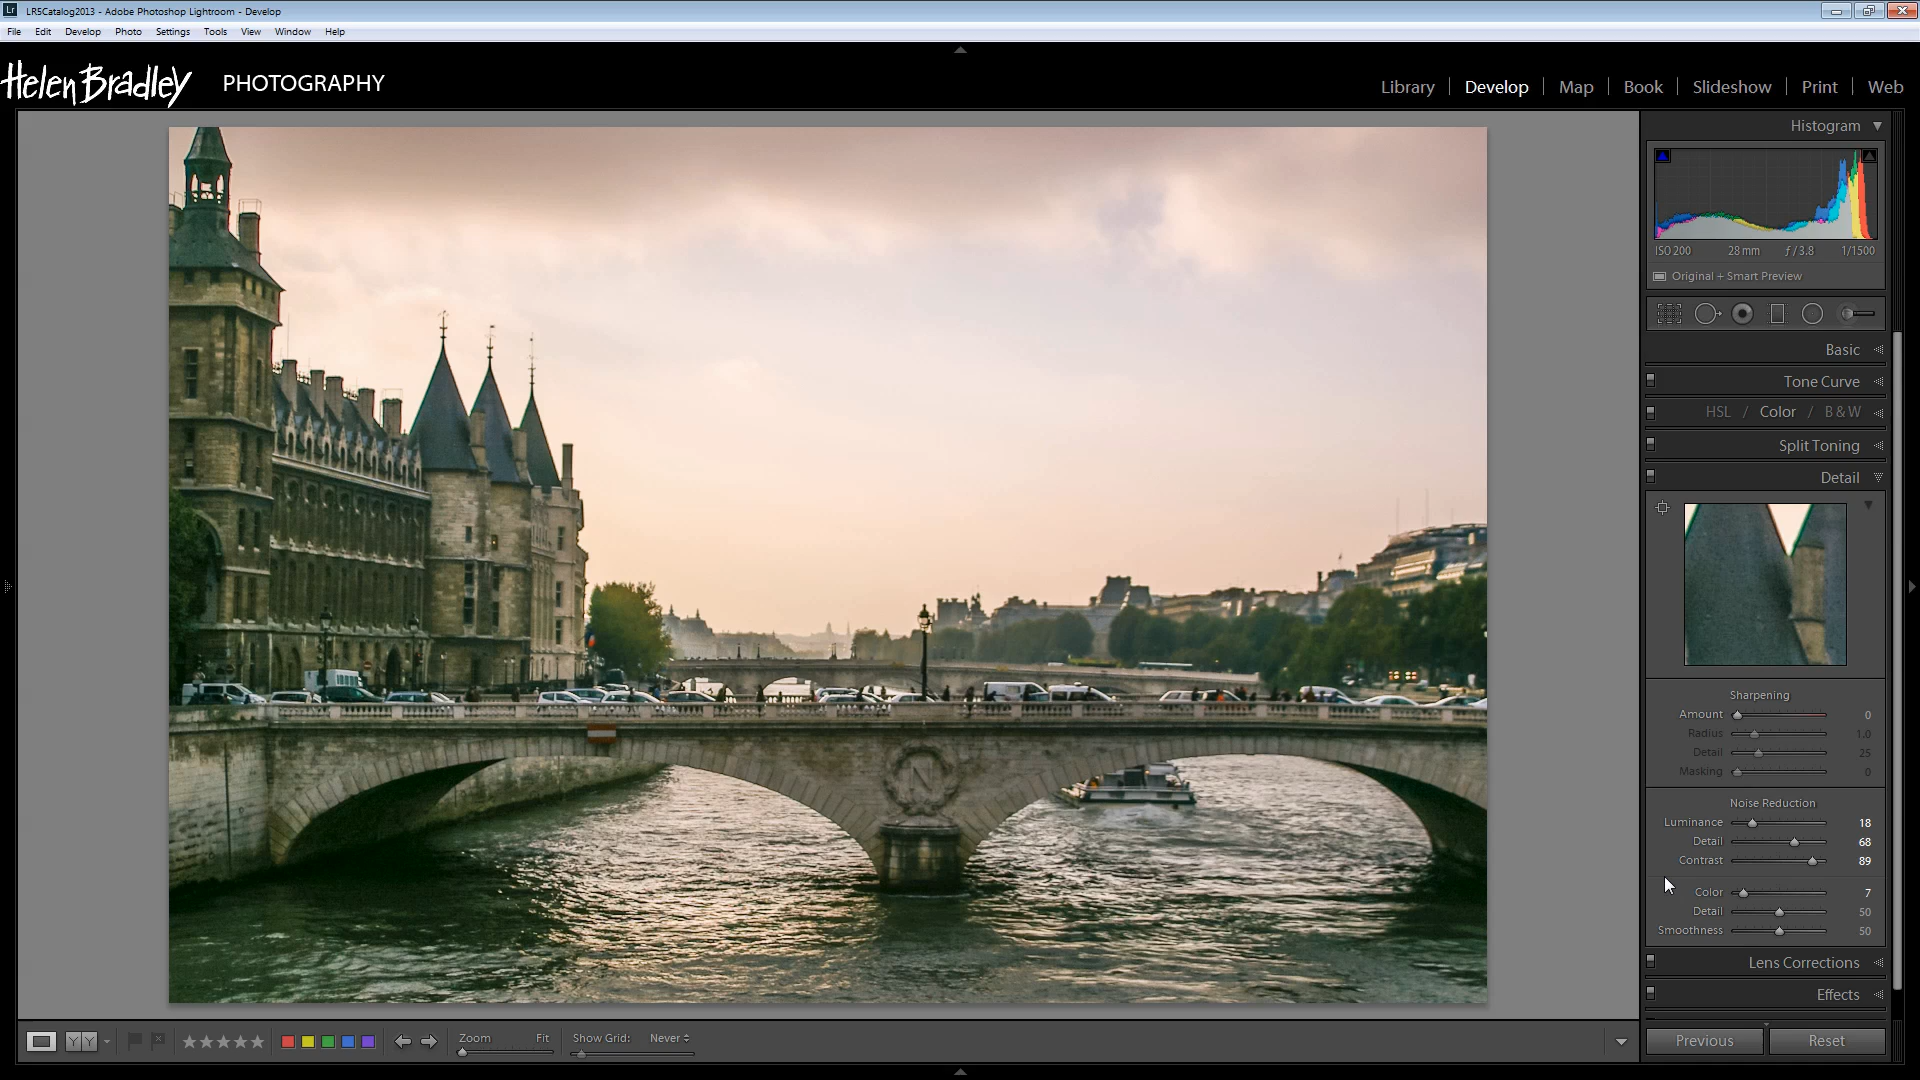 LR5Catalog2013 - Adobe Photoshop Lightroom - Develop
File Edit Develop Photo Settings Tools View Window Help
Helen Bradley PHOTOGRAPHY
Library Develop Map Book Slideshow Print Web
Histogram
ISO 200 28 mm ƒ / 3.8 1/1500
Original + Smart Preview
Basic
Tone Curve
HSL / Color / B & W
Split Toning
Detail
Sharpening
Amount 0
Radius 1.0
Detail 25
Masking 0
Noise Reduction
Luminance 18
Detail 68
Contrast 89
Color 7
Detail 50
Smoothness 50
Lens Corrections
Effects
Zoom Fit Show Grid: Never
Previous Reset
N
Lr
Y Y